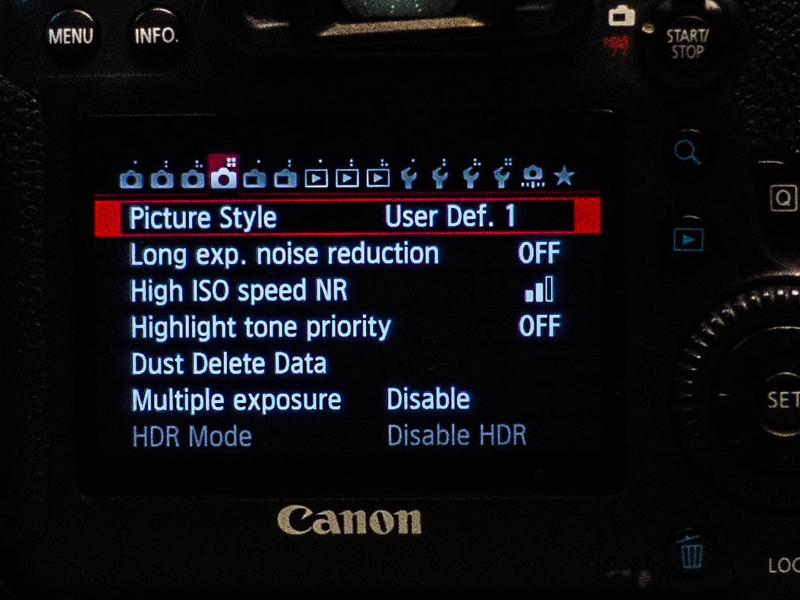 MENU INFO. START/
STOP
Picture Style User Def. 1
Long exp. noise reduction OFF
High ISO speed NR
Highlight tone priority OFF
Dust Delete Data
Multiple exposure Disable
HDR Mode Disable HDR
Q
SET
Canon
LOC